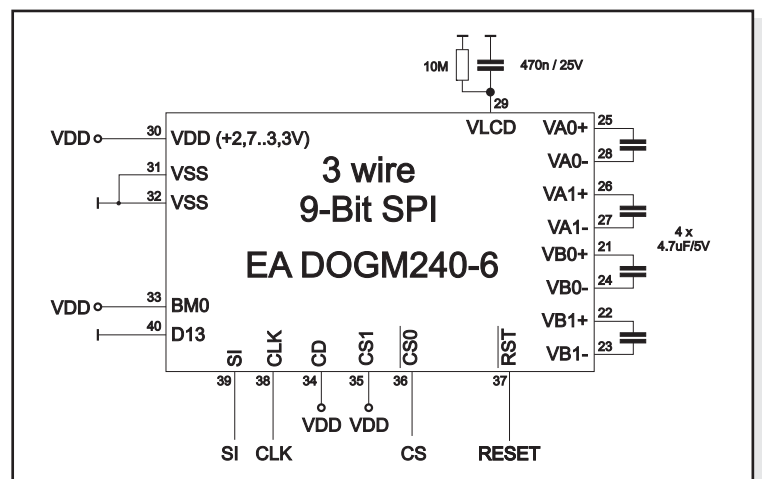 10M
470n / 25V
29
VLCD
VDD
30
VDD (+2,7..3,3V)
31
VSS
32
VSS
3 wire
9-Bit SPI
EA DOGM240-6
VA0+
25
VA0-
28
VA1+
26
VA1-
27
VB0+
21
VB0-
24
VB1+
22
VB1-
23
4 x
4.7uF/5V
VDD
33
BM0
40
D13
SI
CLK
CD
CS1
CS0
RST
39
38
34
35
36
37
VDD
VDD
SI
CLK
CS
RESET